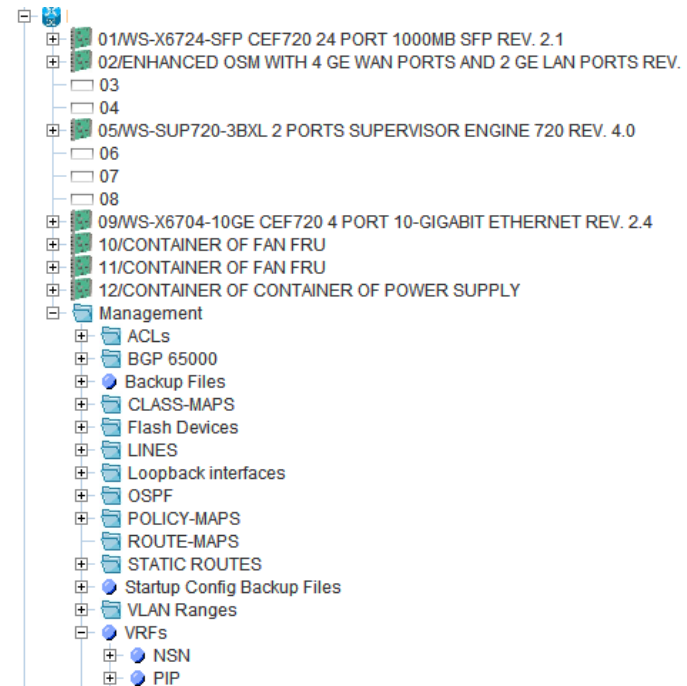 01/WS-X6724-SFP CEF720 24 PORT 1000MB SFP REV. 2.1
02/ENHANCED OSM WITH 4 GE WAN PORTS AND 2 GE LAN PORTS REV.
03
04
05/WS-SUP720-3BXL 2 PORTS SUPERVISOR ENGINE 720 REV. 4.0
06
07
08
09/WS-X6704-10GE CEF720 4 PORT 10-GIGABIT ETHERNET REV. 2.4
10/CONTAINER OF FAN FRU
11/CONTAINER OF FAN FRU
12/CONTAINER OF CONTAINER OF POWER SUPPLY
Management
ACLs
BGP 65000
Backup Files
CLASS-MAPS
Flash Devices
LINES
Loopback interfaces
OSPF
POLICY-MAPS
ROUTE-MAPS
STATIC ROUTES
Startup Config Backup Files
VLAN Ranges
VRFs
NSN
PIP